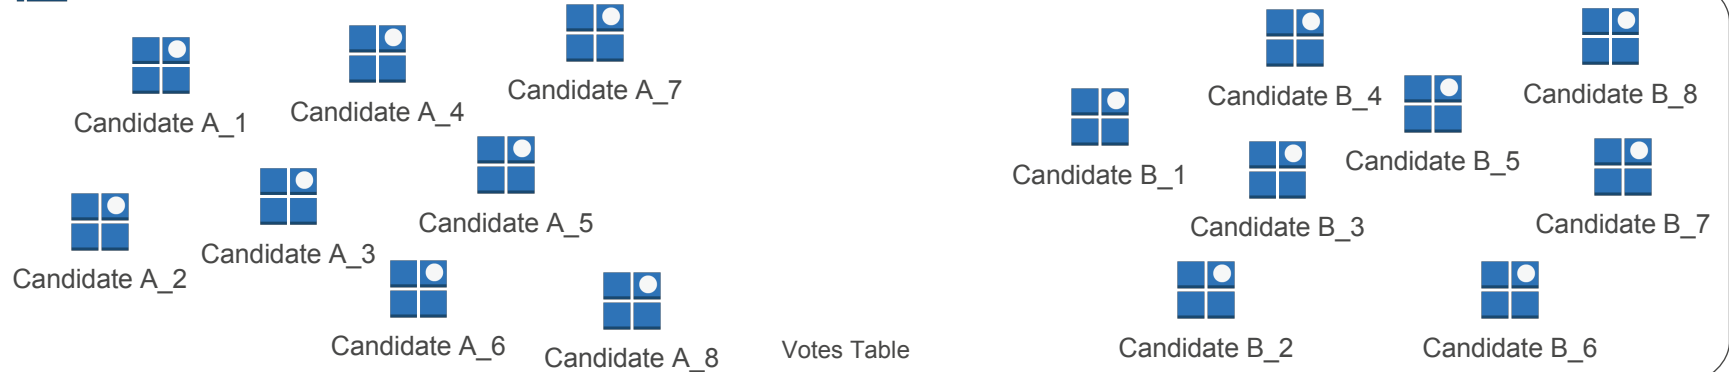 Candidate A_1
Candidate A_4
Candidate A_7
Candidate A_2
Candidate A_3
Candidate A_5
Candidate A_6
Candidate A_8
Votes Table
Candidate B_1
Candidate B_4
Candidate B_5
Candidate B_8
Candidate B_3
Candidate B_7
Candidate B_2
Candidate B_6